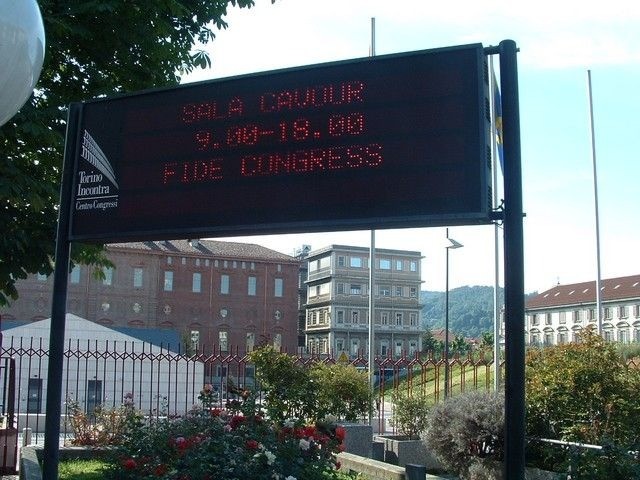 SALA CAVOUR
9.00-18.00
FIDE CONGRESS
Torino
Incontra
Centro Congressi